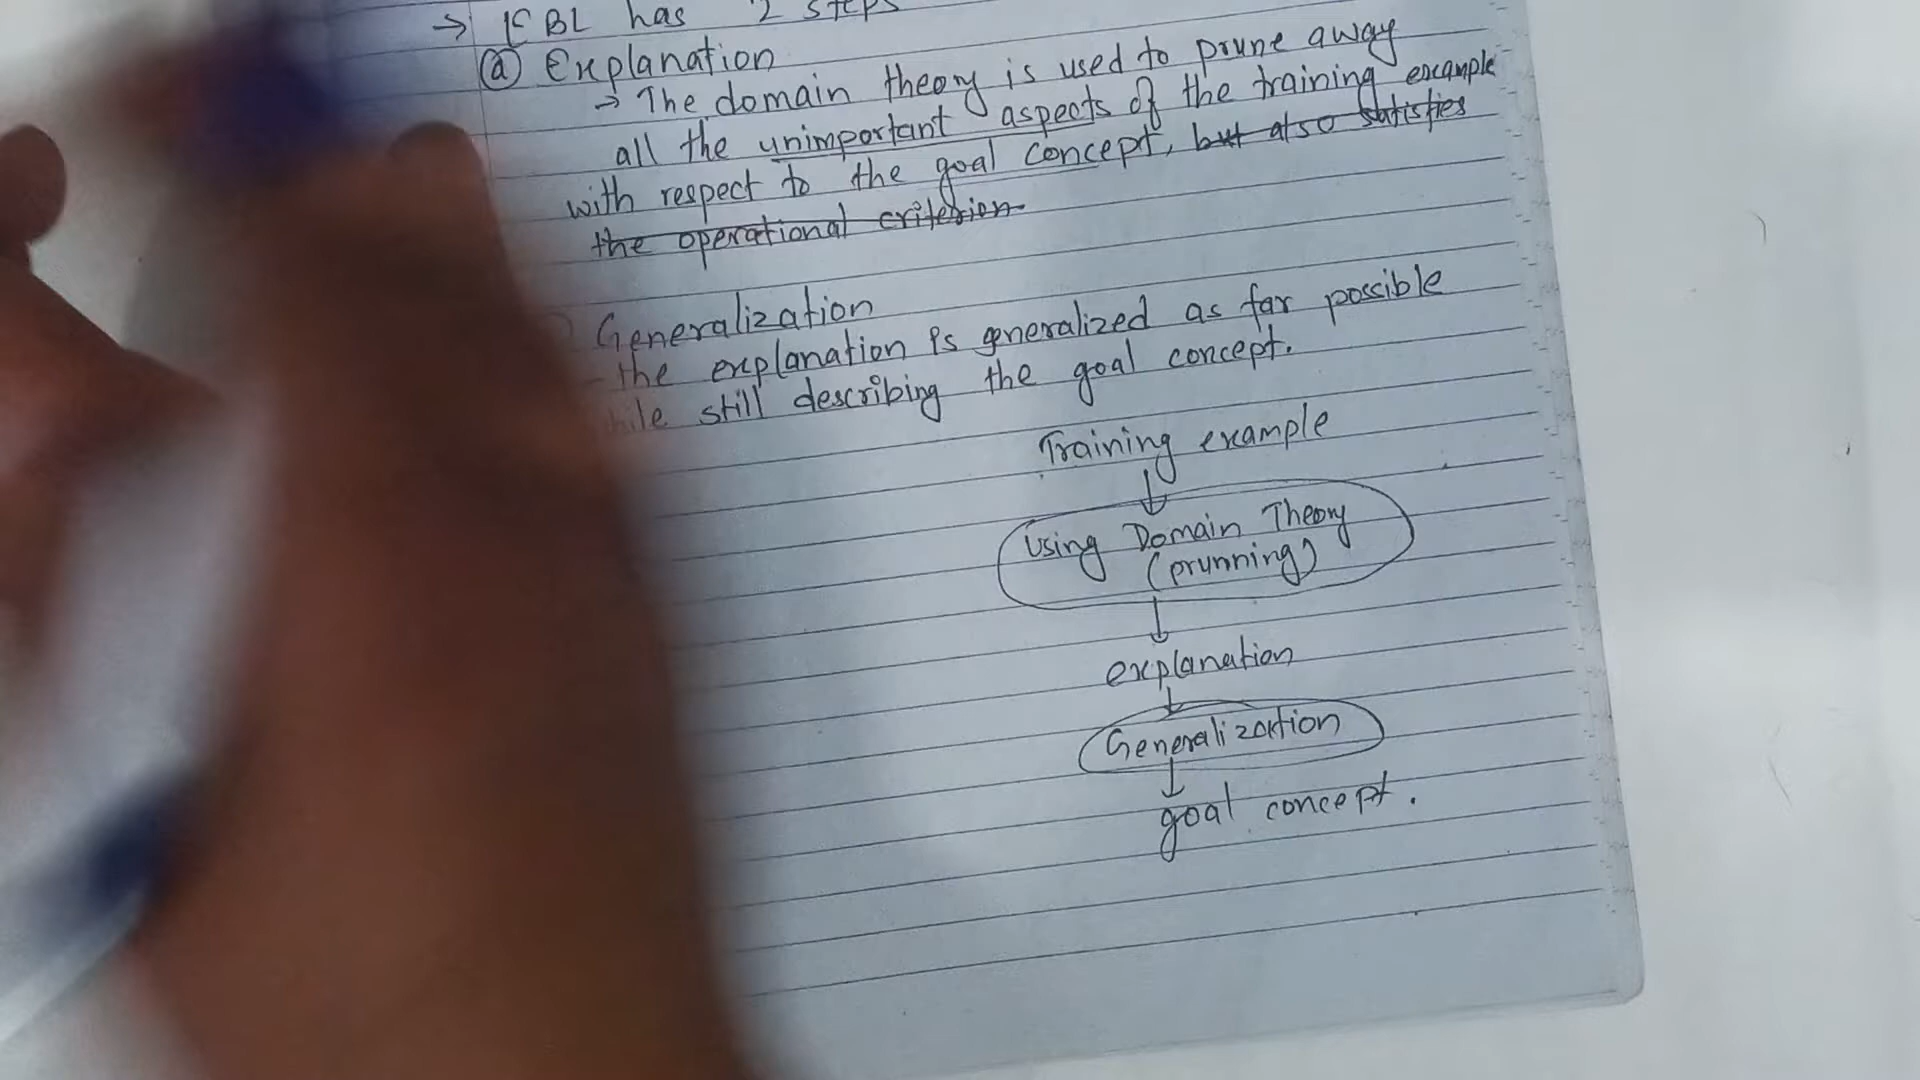 → EBL has 2 steps
(a) Explanation
→ The domain theory is used to prune away
all the unimportant aspects of the training example
with respect to the goal concept, but also satisfies
the operational criterion
Generalization
the explanation is generalized as far possible
while still describing the goal concept.
Training example
Using Domain Theory
(prunning)
explanation
Generalization
goal concept.